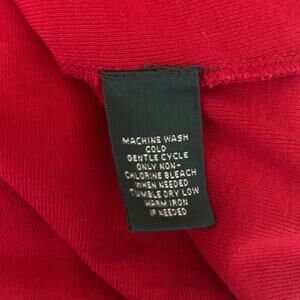 MACHINE WASH
COLD
GENTLE CYCLE
ONLY NON-
CHLORINE BLEACH
WHEN NEEDED
TUMBLE DRY LOW
WARM IRON
IF NEEDED